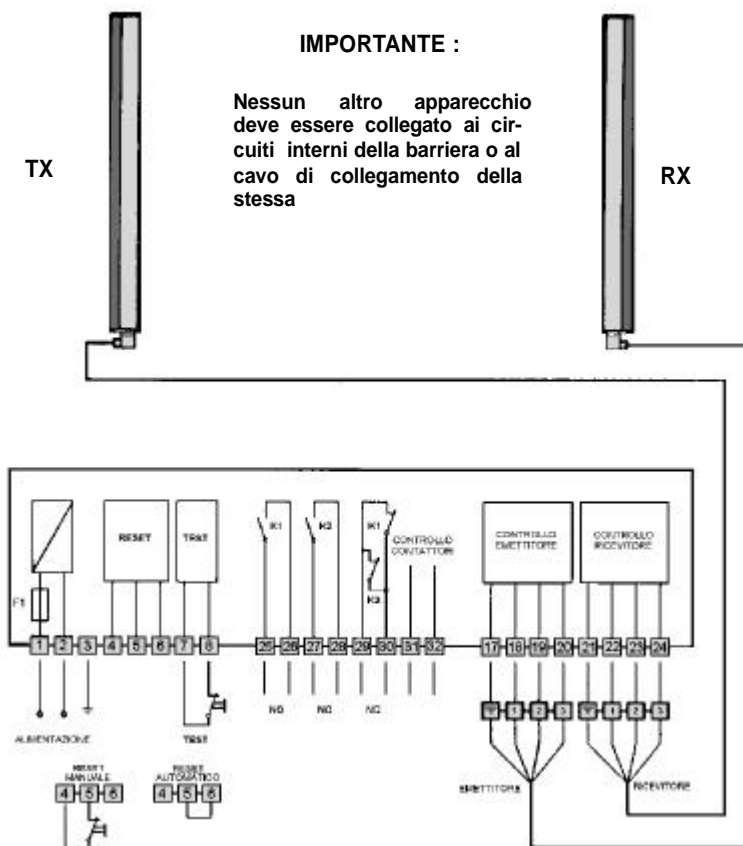 IMPORTANTE :
Nessun altro apparecchio
deve essere collegato ai cir-
cuiti interni della barriera o al
cavo di collegamento della
stessa
TX
RX
RESET
TEST
K1
K2
K1
K2
CONTROLLO
CONTATTORI
CONTROLLO
EMETTITORE
CONTROLLO
RICEVITORE
F1
1 2 3 4 5 6 7 8 25 26 27 28 29 30 31 32 17 18 19 20 21 22 23 24
NO NO NC
1 2 3 1 2 3
ALIMENTAZIONE
TEST
EMETTITORE
RICEVITORE
RESET
MANUALE
RESET
AUTOMATICO
4 5 6 4 5 6